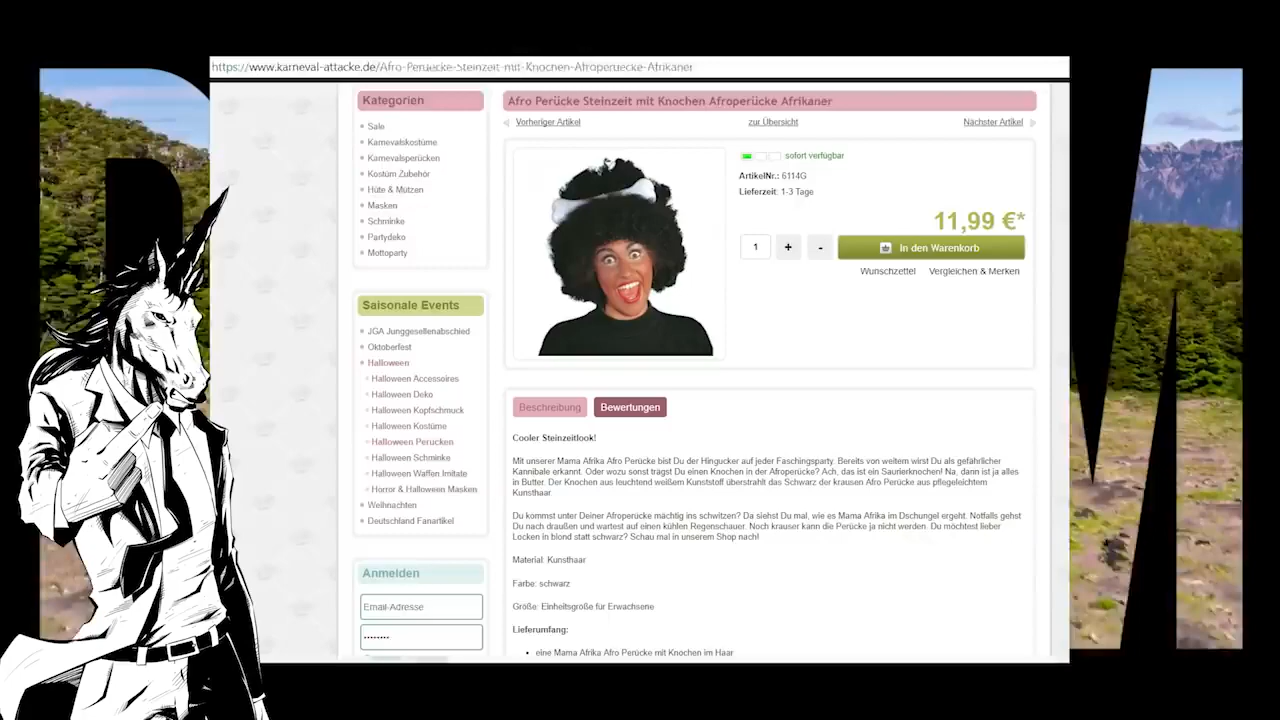 https://www.karneval-attacke.de/Afro-Peruecke-Steinzeit-mit-Knochen-Afroperuecke-Afrikaner
Kategorien
Sale
Karnevalskostüme
Karnevalsperücken
Kostüm Zubehör
Hüte & Mützen
Masken
Schminke
Partydeko
Mottoparty
Saisonale Events
JGA Junggesellenabschied
Oktoberfest
Halloween
Halloween Accessoires
Halloween Deko
Halloween Kopfschmuck
Halloween Kostüme
Halloween Perücken
Halloween Schminke
Halloween Waffen Imitate
Horror & Halloween Masken
Weihnachten
Deutschland Fanartikel
Anmelden
Email-Adresse
Afro Perücke Steinzeit mit Knochen Afroperücke Afrikaner
Vorheriger Artikel
zur Übersicht
Nächster Artikel
sofort verfügbar
ArtikelNr.: 6114G
Lieferzeit: 1-3 Tage
11,99 €*
1 + - In den Warenkorb
Wunschzettel Vergleichen & Merken
Beschreibung Bewertungen
Cooler Steinzeitlook!
Mit unserer Mama Afrika Afro Perücke bist Du der Hingucker auf jeder Faschingsparty. Bereits von weitem wirst Du als gefährlicher
Kannibale erkannt. Oder wozu sonst trägst Du einen Knochen in der Afroperücke? Ach, das ist ein Saurierknochen! Na, dann ist ja alles
in Butter. Der Knochen aus leuchtend weißem Kunststoff überstrahlt das Schwarz der krausen Afro Perücke aus pflegeleichtem
Kunsthaar.
Du kommst unter Deiner Afroperücke mächtig ins schwitzen? Da siehst Du mal, wie es Mama Afrika im Dschungel ergeht. Notfalls gehst
Du nach draußen und wartest auf einen kühlen Regenschauer. Noch krauser kann die Perücke ja nicht werden. Du möchtest lieber
Locken in blond statt schwarz? Schau mal in unserem Shop nach!
Material: Kunsthaar
Farbe: schwarz
Größe: Einheitsgröße für Erwachsene
Lieferumfang:
eine Mama Afrika Afro Perücke mit Knochen im Haar